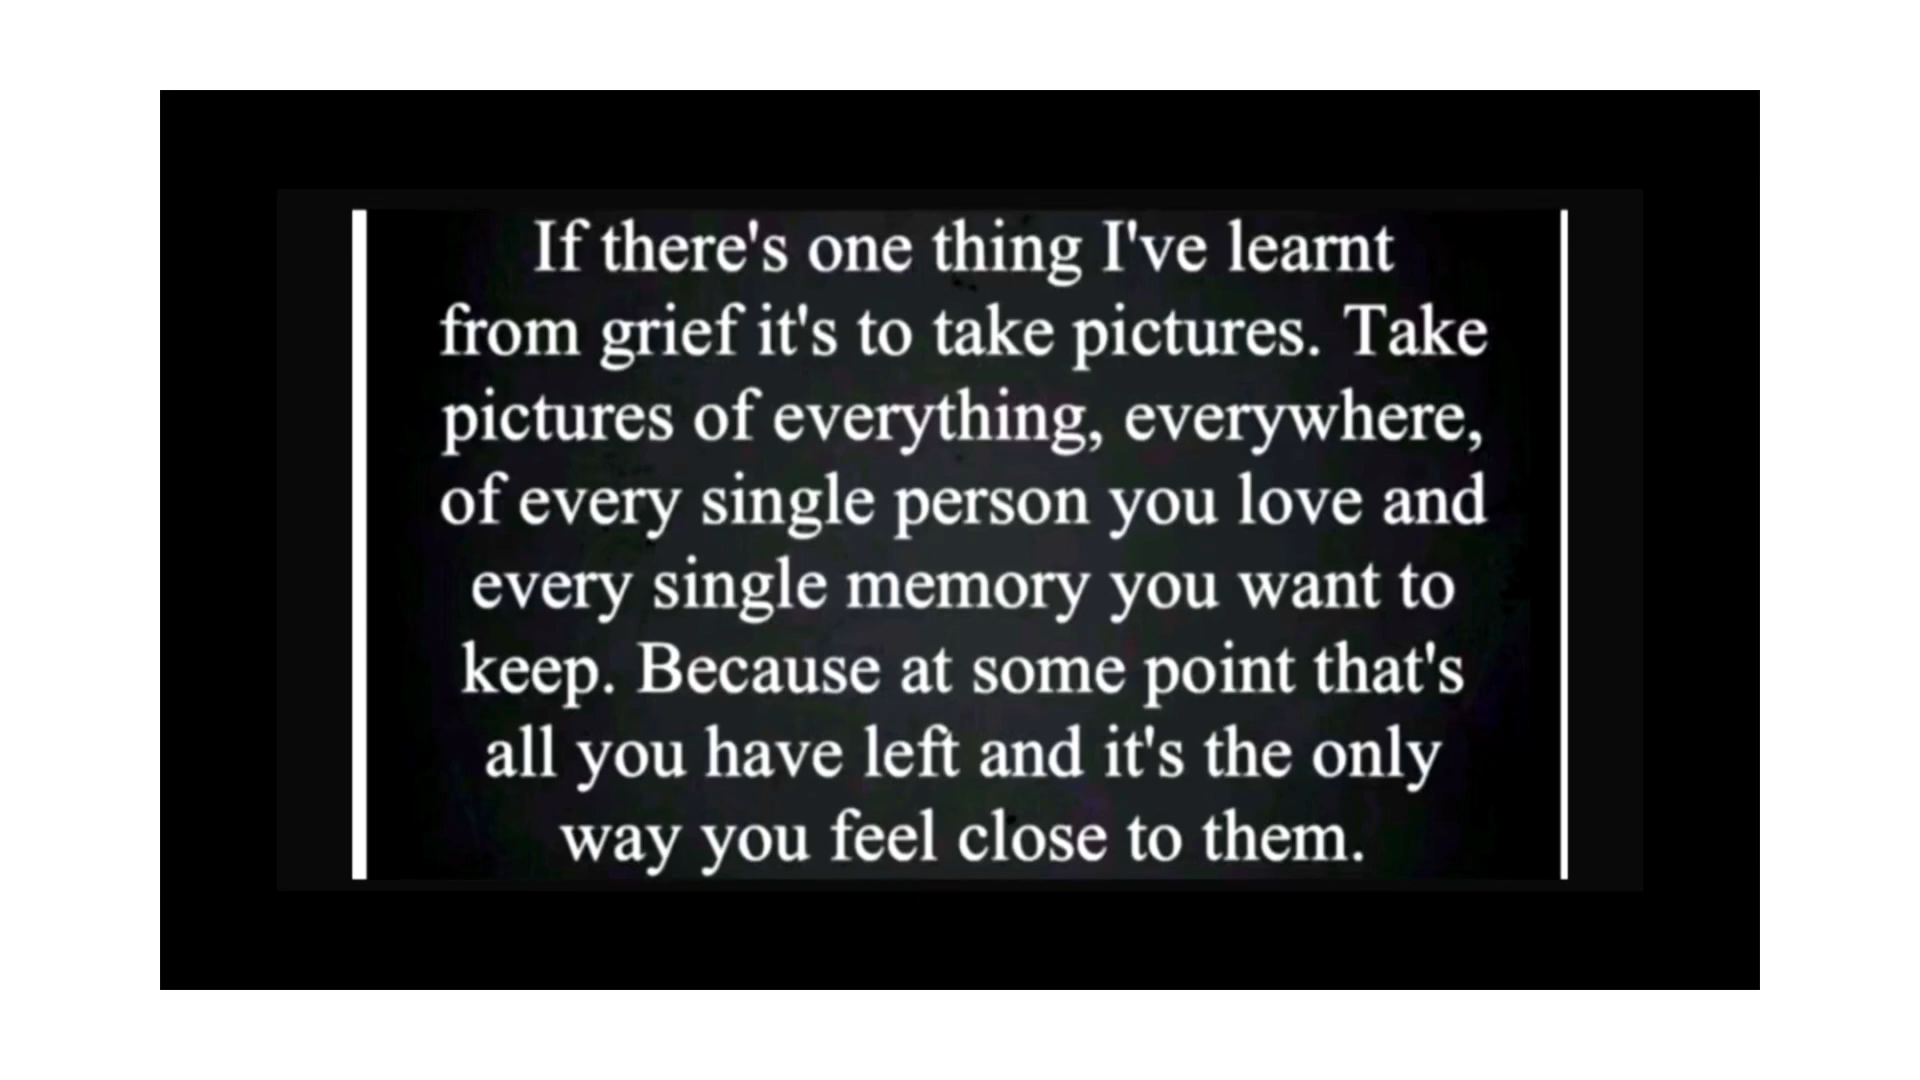 If there's one thing I've learnt
from grief it's to take pictures. Take
pictures of everything, everywhere,
of every single person you love and
every single memory you want to
keep. Because at some point that's
all you have left and it's the only
way you feel close to them.